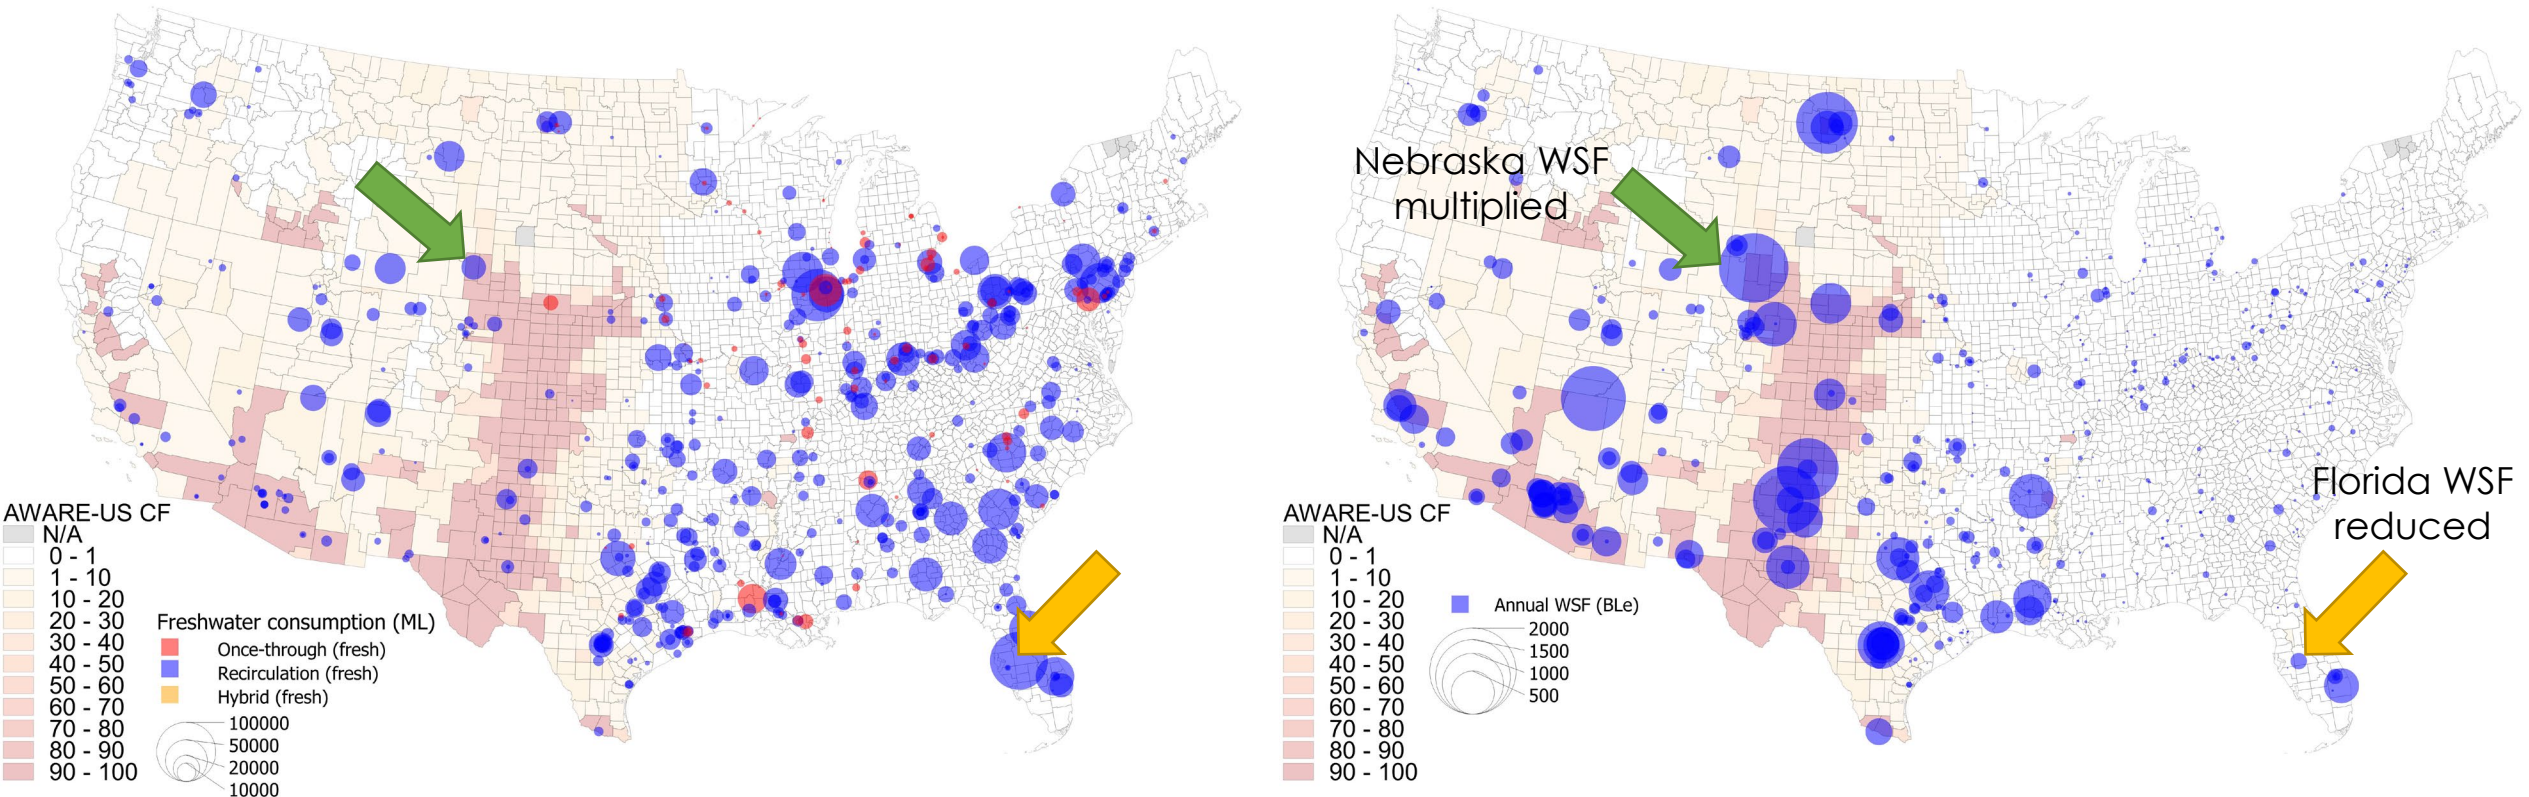 AWARE-US CF
N/A
0 - 1
1 - 10
10 - 20
20 - 30
30 - 40
40 - 50
50 - 60
60 - 70
70 - 80
80 - 90
90 - 100
Freshwater consumption (ML)
Once-through (fresh)
Recirculation (fresh)
Hybrid (fresh)
100000
50000
20000
10000
Nebraska WSF
multiplied
Florida WSF
reduced
AWARE-US CF
N/A
0 - 1
1 - 10
10 - 20
20 - 30
30 - 40
40 - 50
50 - 60
60 - 70
70 - 80
80 - 90
90 - 100
Annual WSF (BLe)
2000
1500
1000
500